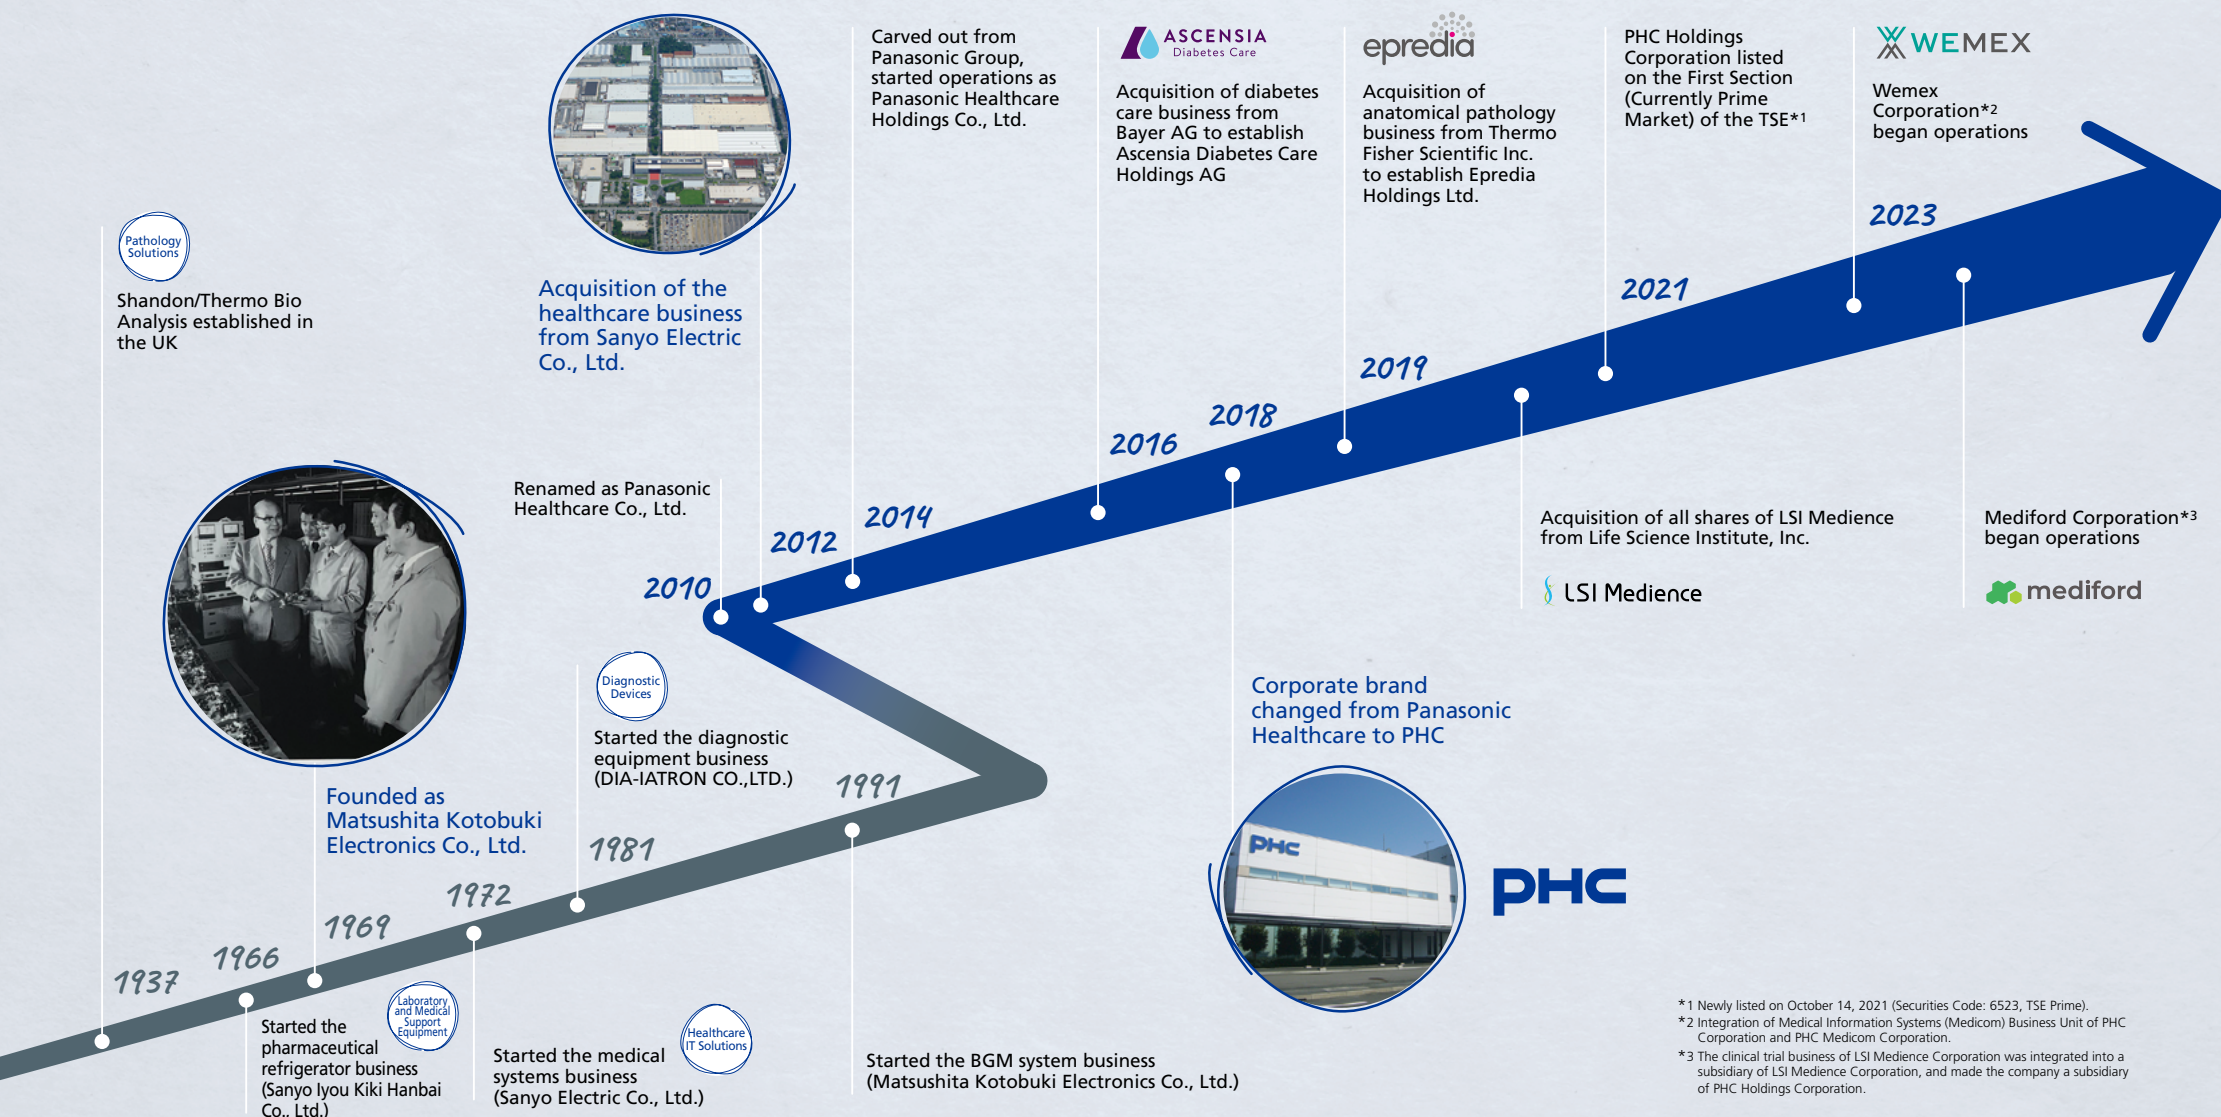 Pathology
Solutions
Shandon/Thermo Bio
Analysis established in
the UK
1937
1966
Started the
pharmaceutical
refrigerator business
(Sanyo Iyou Kiki Hanbai
Co., Ltd.)
Laboratory
and Medical
Support
Equipment
Founded as
Matsushita Kotobuki
Electronics Co., Ltd.
1969
1972
Started the medical
systems business
(Sanyo Electric Co., Ltd.)
Healthcare
IT Solutions
Diagnostic
Devices
Started the diagnostic
equipment business
(DIA-IATRON CO.,LTD.)
1981
1991
Started the BGM system business
(Matsushita Kotobuki Electronics Co., Ltd.)
Renamed as Panasonic
Healthcare Co., Ltd.
2010
Acquisition of the
healthcare business
from Sanyo Electric
Co., Ltd.
2012
Carved out from
Panasonic Group,
started operations as
Panasonic Healthcare
Holdings Co., Ltd.
2014
ASCENSIA
Diabetes Care
Acquisition of diabetes
care business from
Bayer AG to establish
Ascensia Diabetes Care
Holdings AG
2016
2018
Corporate brand
changed from Panasonic
Healthcare to PHC
PHC
PHC
epredia
Acquisition of
anatomical pathology
business from Thermo
Fisher Scientific Inc.
to establish Epredia
Holdings Ltd.
2019
Acquisition of all shares of LSI Medience
from Life Science Institute, Inc.
LSI Medience
PHC Holdings
Corporation listed
on the First Section
(Currently Prime
Market) of the TSE*1
2021
WEMEX
Wemex
Corporation*2
began operations
2023
Mediford Corporation*3
began operations
mediford
*1 Newly listed on October 14, 2021 (Securities Code: 6523, TSE Prime).
*2 Integration of Medical Information Systems (Medicom) Business Unit of PHC
Corporation and PHC Medicom Corporation.
*3 The clinical trial business of LSI Medience Corporation was integrated into a
subsidiary of LSI Medience Corporation, and made the company a subsidiary
of PHC Holdings Corporation.